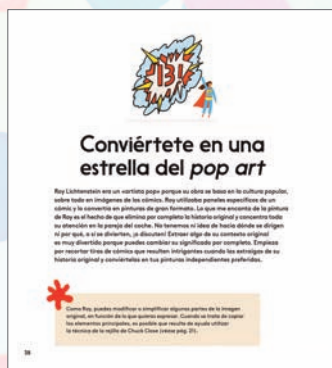 13!
Conviértete en una
estrella del pop art
Roy Lichtenstein era un «artista pop» porque su obra se basa en la cultura popular,
sobre todo en imágenes de los cómics. Roy utilizaba paneles específicos de un
cómic y lo convertía en pinturas de gran formato. Lo que me encanta de la pintura
de Roy es el hecho de que elimina por completo la historia original y concentra toda
su atención en la pareja del coche. No tenemos ni idea de hacia dónde se dirigen
ni por qué, o si se divierten, ¡o discuten! Extraer algo de su contexto original
es muy divertido porque puedes cambiar su significado por completo. Empieza
por recortar tiras de cómics que resulten intrigantes cuando las extraigas de su
historia original y conviértelas en tus pinturas independientes preferidas.
Como Roy, puedes modificar o simplificar algunas partes de la imagen
original, en función de lo que quieras expresar. Cuando se trata de copiar
los elementos principales, es posible que resulte de ayuda utilizar
la técnica de la rejilla de Chuck Close (véase pág. 21).